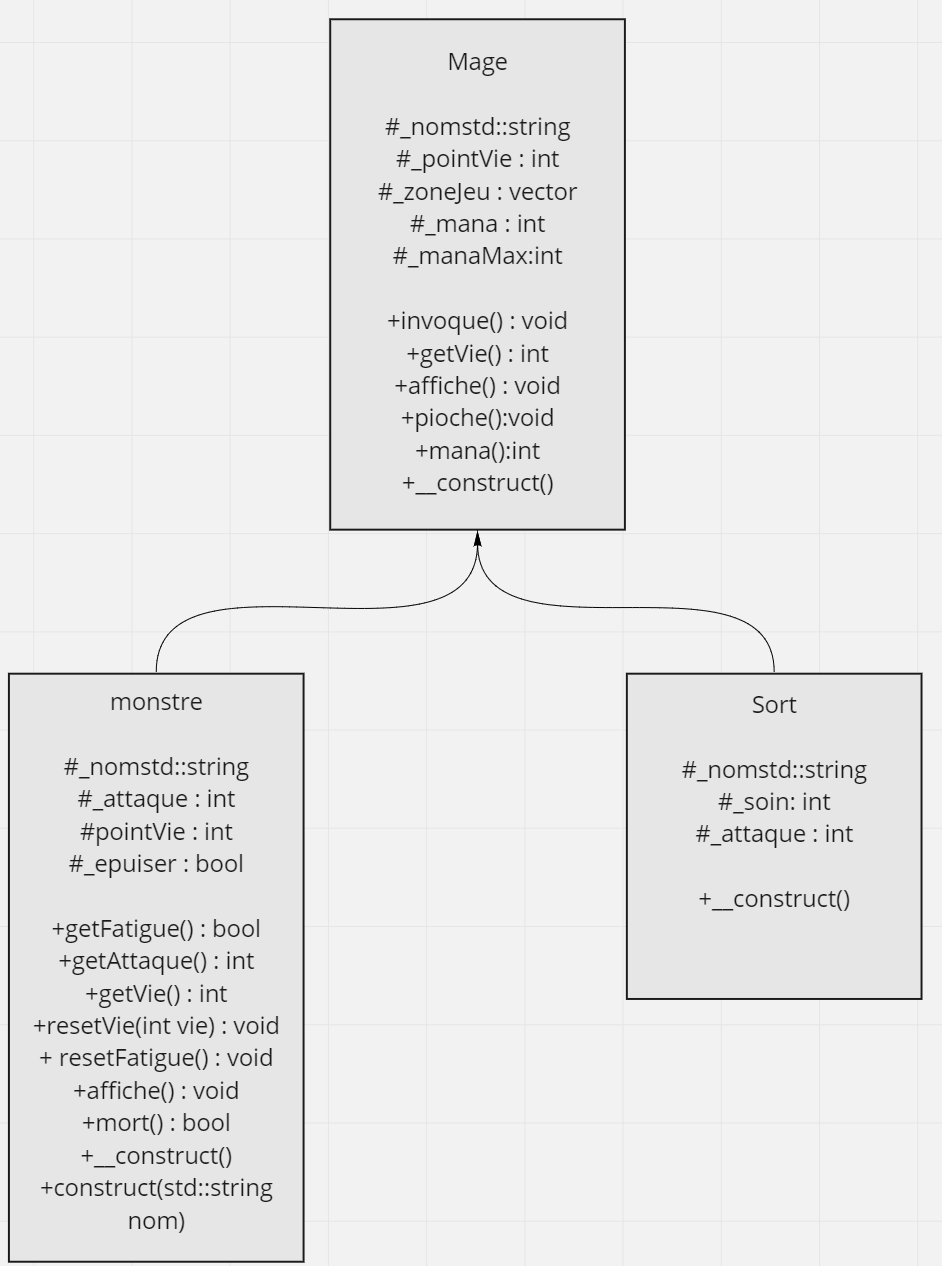 Mage
#_nomstd::string
#_pointVie : int
#_zoneJeu : vector
#_mana : int
#_manaMax:int
+invoque() : void
+getVie() : int
+affiche() : void
+pioche():void
+mana():int
+__construct()
monstre
#_nomstd::string
#_attaque : int
#pointVie : int
#_epuiser : bool
+getFatigue() : bool
+getAttaque() : int
+getVie() : int
+resetVie(int vie) : void
+ resetFatigue() : void
+affiche() : void
+mort() : bool
+__construct()
+construct(std::string
nom)
Sort
#_nomstd::string
#_soin: int
#_attaque : int
+__construct()